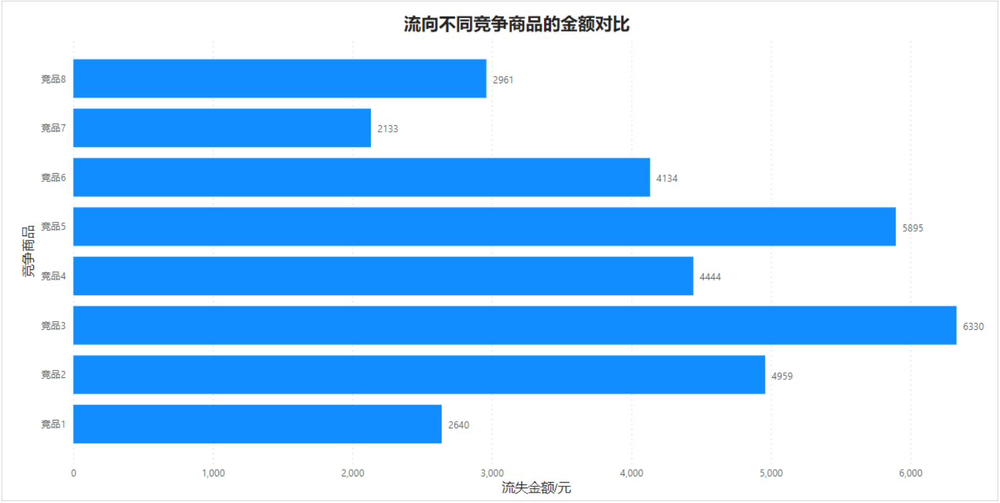 流向不同竞争商品的金额对比
竞品8
2961
竞品7
2133
竞品6
4134
竞品5
5895
竞品4
4444
竞品3
6330
竞品2
4959
竞品1
2640
竞争商品
0 1,000 2,000 3,000 4,000 5,000 6,000
流失金额/元